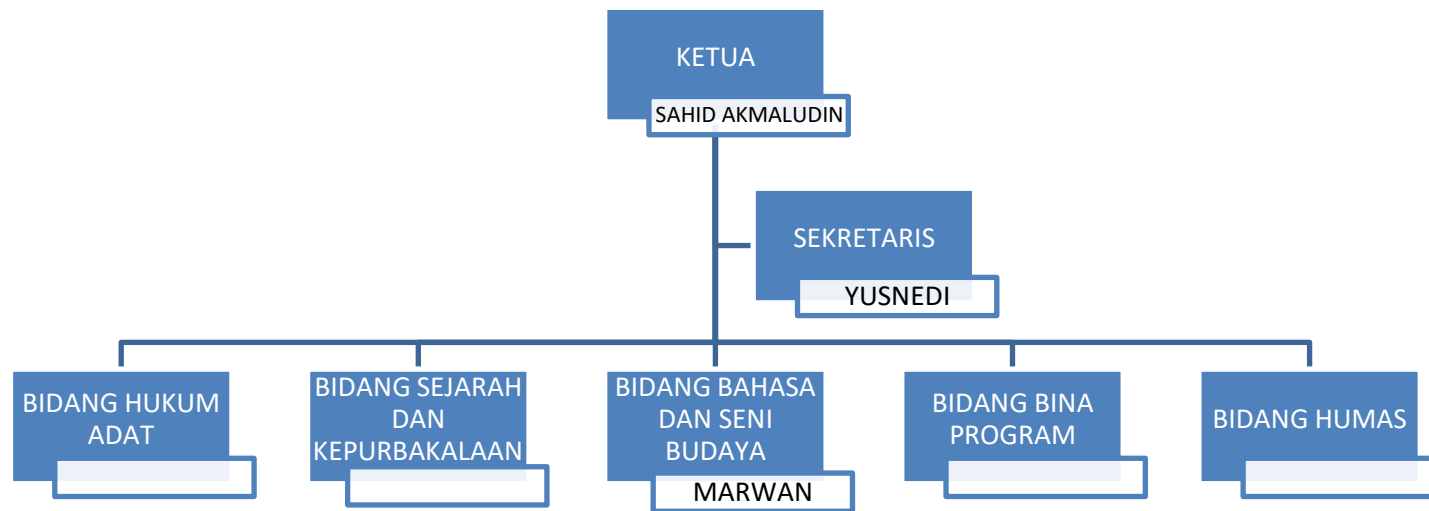 KETUA
SAHID AKMALUDIN
SEKRETARIS
YUSNEDI
BIDANG HUKUM
ADAT
BIDANG SEJARAH
DAN
KEPURBAKALAAN
BIDANG BAHASA
DAN SENI
BUDAYA
MARWAN
BIDANG BINA
PROGRAM
BIDANG HUMAS